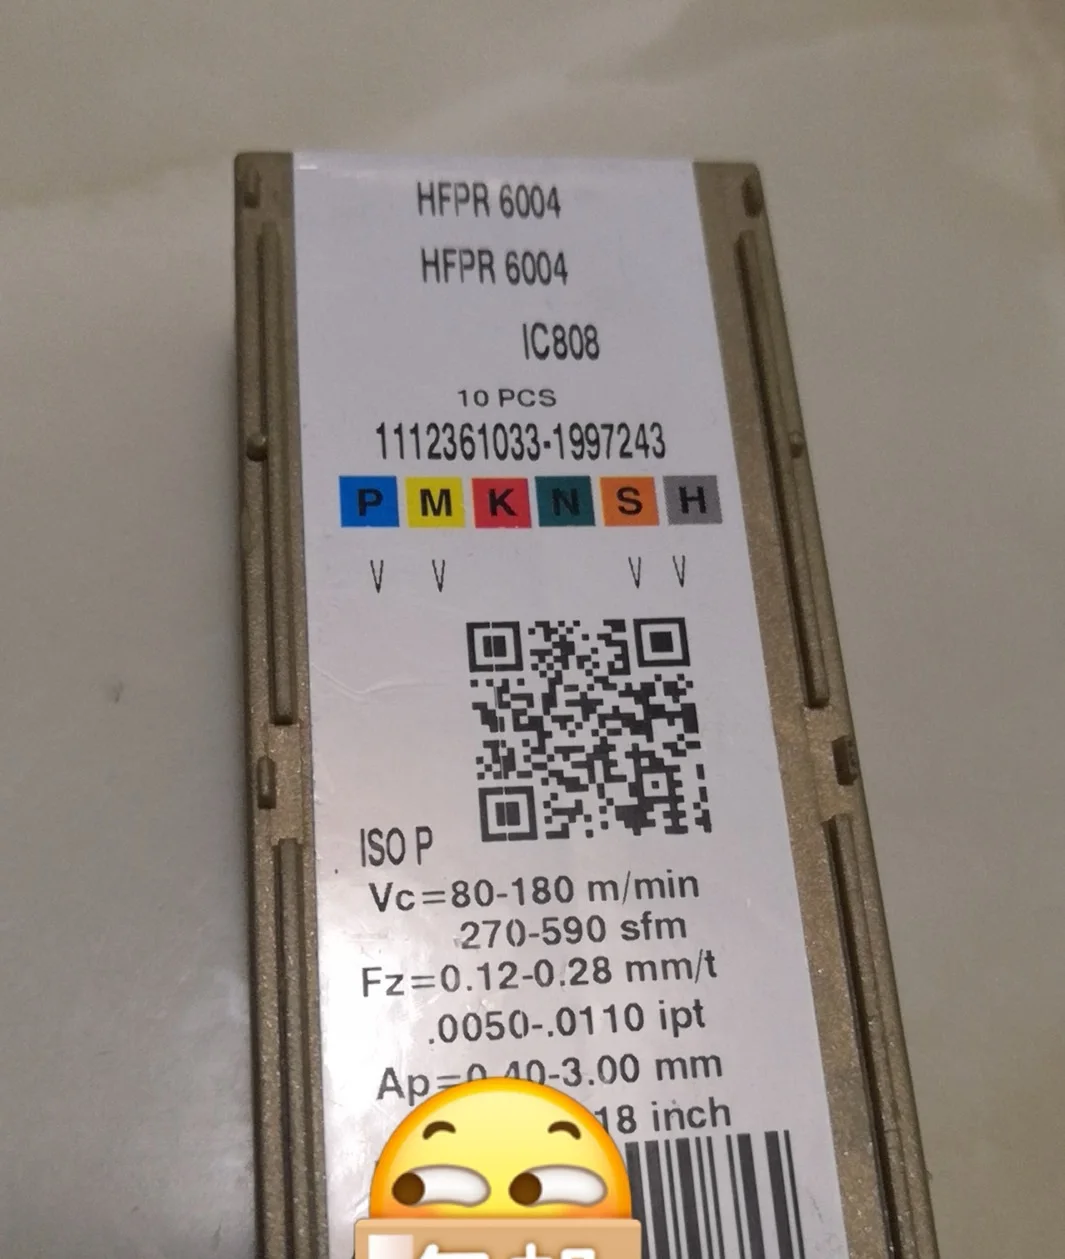 HFPR 6004
HFPR 6004
IC808
10 PCS
1112361033-1997243
P M K N S H
V V V V
ISO P
Vc=80-180 m/min
270-590 sfm
Fz=0.12-0.28 mm/t
.0050-.0110 ipt
Ap=0.40-3.00 mm
18 inch